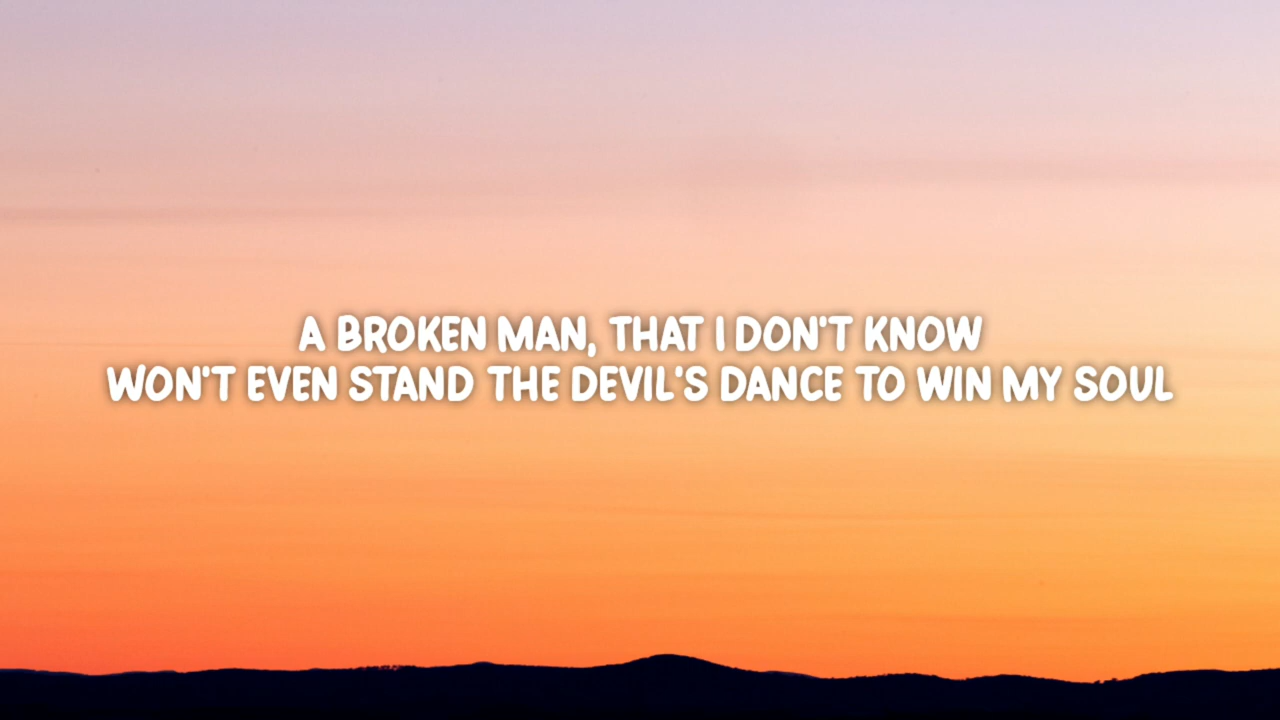 A BROKEN MAN, THAT I DON'T KNOW
WON'T EVEN STAND THE DEVIL'S DANCE TO WIN MY SOUL